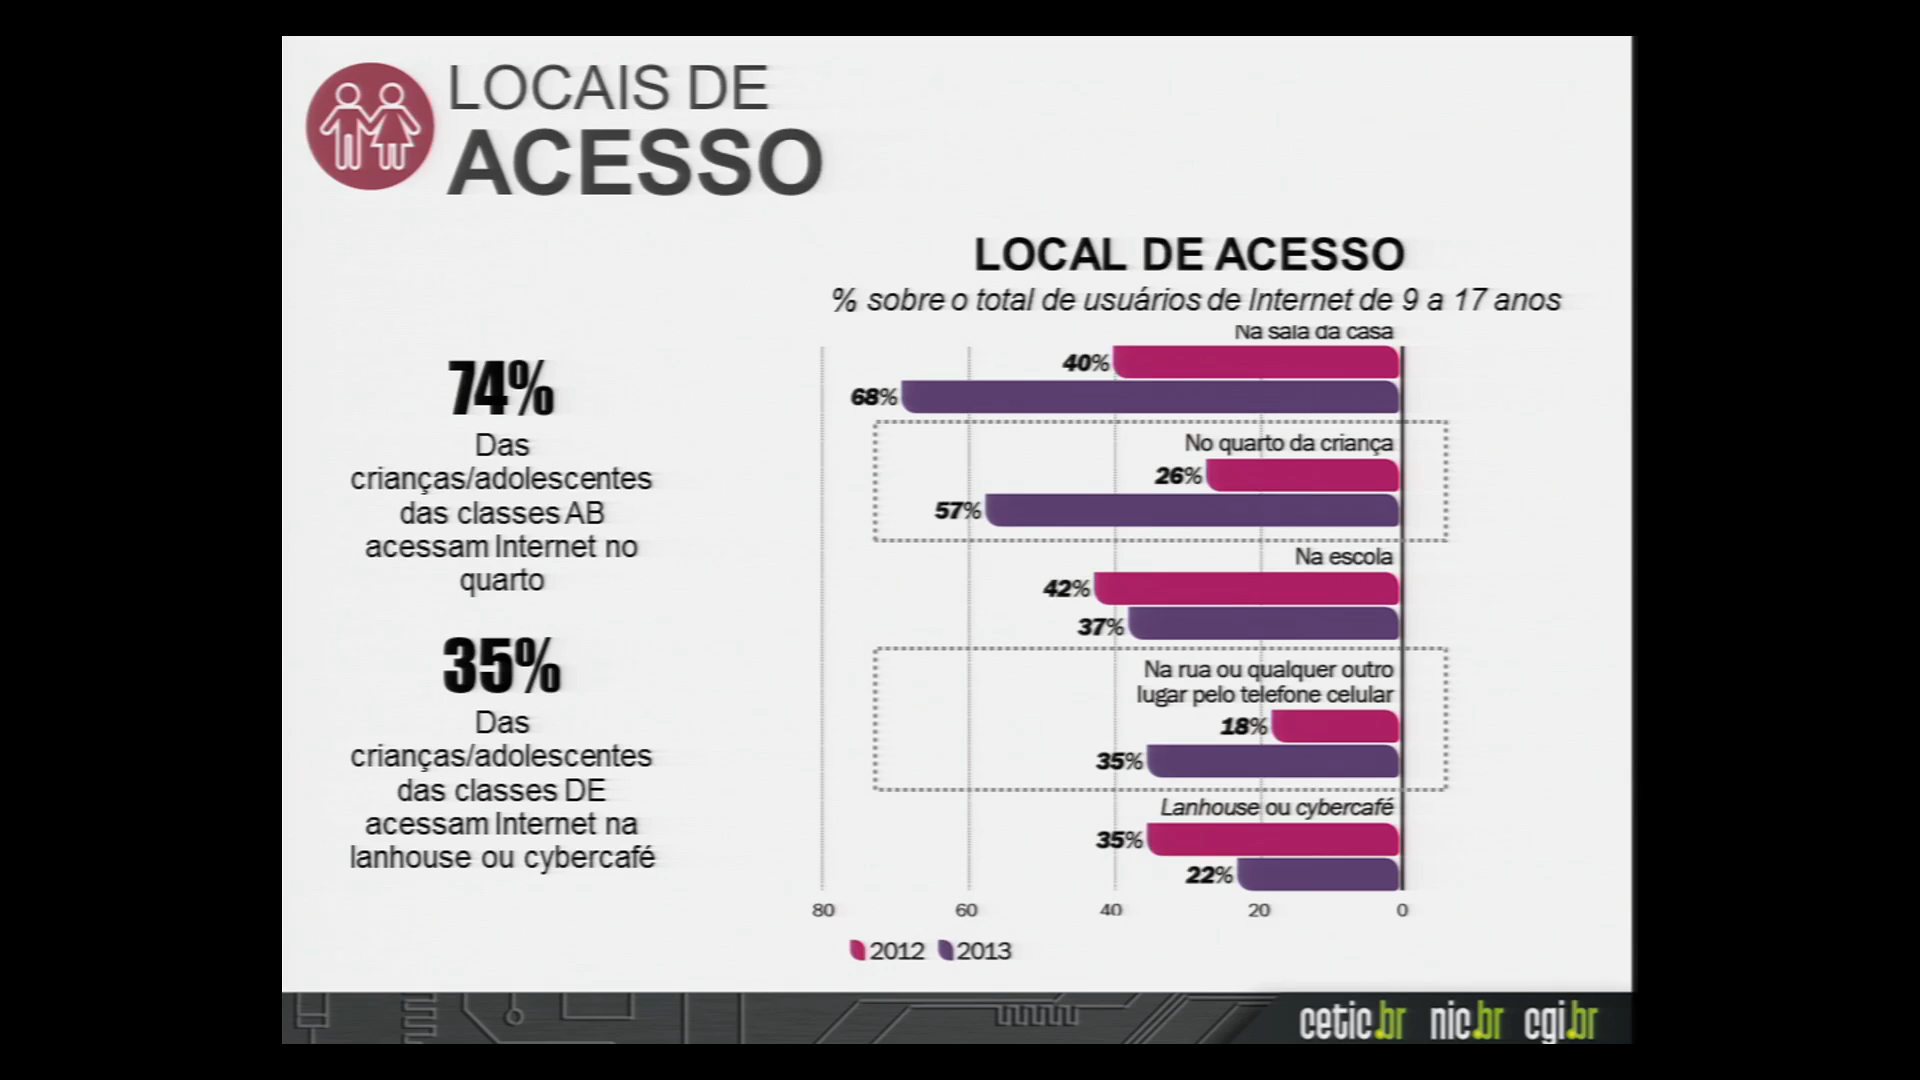 LOCAIS DE
ACESSO
LOCAL DE ACESSO
% sobre o total de usuários de Internet de 9 a 17 anos
74%
Das
crianças/adolescentes
das classes AB
acessam Internet no
quarto
35%
Das
crianças/adolescentes
das classes DE
acessam Internet na
lanhouse ou cybercafé
Na sala da casa
40%
68%
No quarto da criança
26%
57%
Na escola
42%
37%
Na rua ou qualquer outro
lugar pelo telefone celular
18%
35%
Lanhouse ou cybercafé
35%
22%
80 60 40 20 0
2012 2013
cetic.br nic.br cgi.br